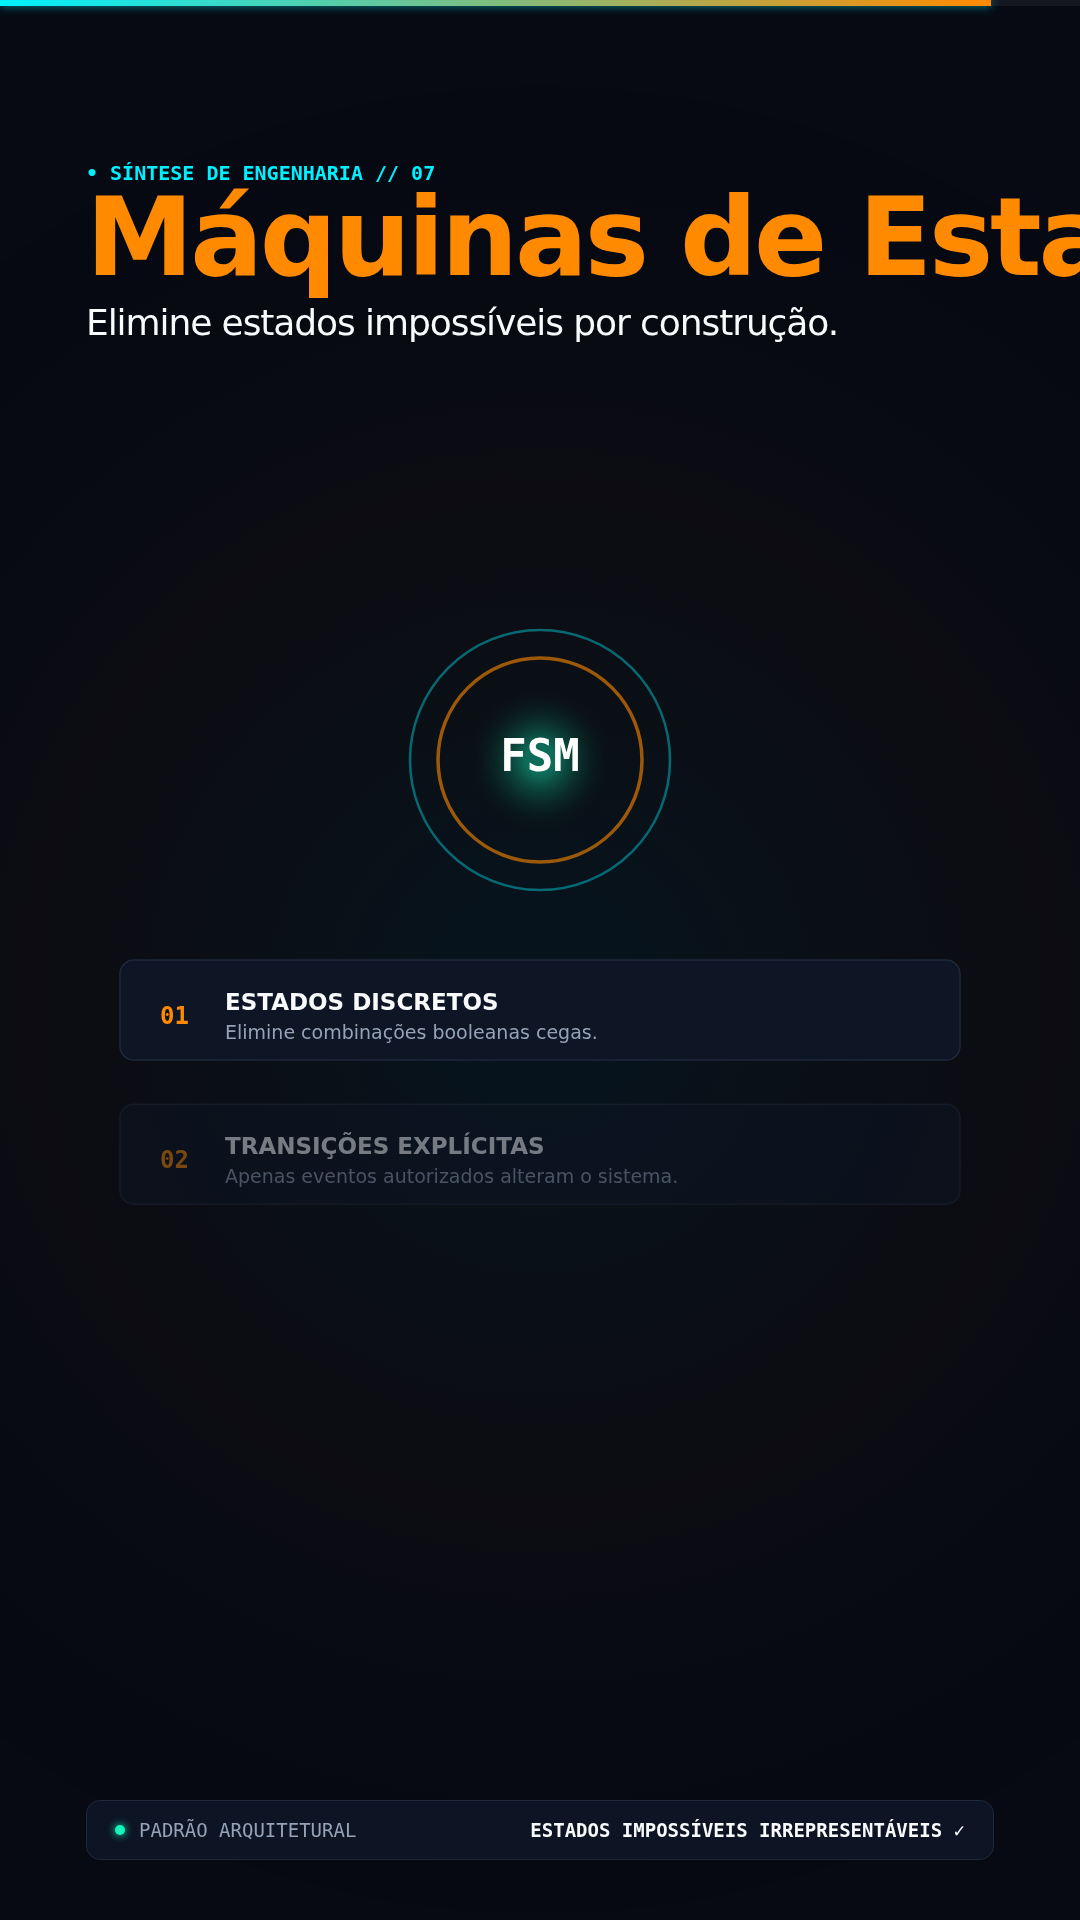 • SÍNTESE DE ENGENHARIA // 07
Máquinas de Esta
Elimine estados impossíveis por construção.
FSM
01
ESTADOS DISCRETOS
Elimine combinações booleanas cegas.
02
TRANSIÇÕES EXPLÍCITAS
Apenas eventos autorizados alteram o sistema.
PADRÃO ARQUITETURAL
ESTADOS IMPOSSÍVEIS IRREPRESENTÁVEIS ✓